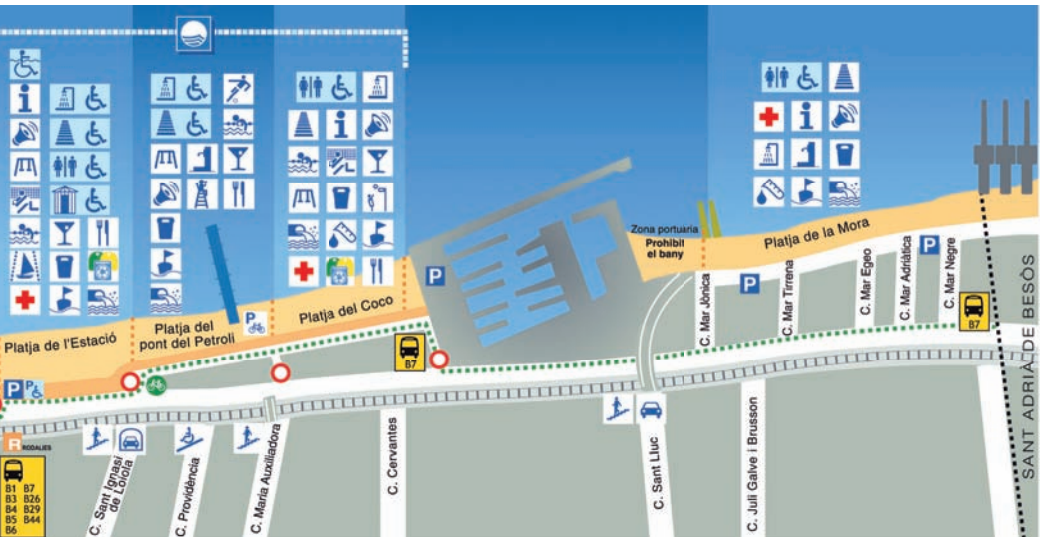 Platja de l'Estació
Platja del
pont del Petroli
Platja del Coco
Zona portuaria
Prohibil
el bany
Platja de la Mora
P
P
P
P
P
P
C. Mar Jònica
C. Mar Tirrena
C. Mar Egeo
C. Mar Adriàtica
C. Mar Negre
B7
B7
SANT ADRIÀ DE BESÒS
R RODALIES
B1 B7
B3 B26
B4 B29
B5 B44
B6
C. Sant Ignasi
de Loiola
C. Providència
C. Maria Auxiliadora
C. Cervantes
C. Sant Lluc
C. Juli Galve i Brusson